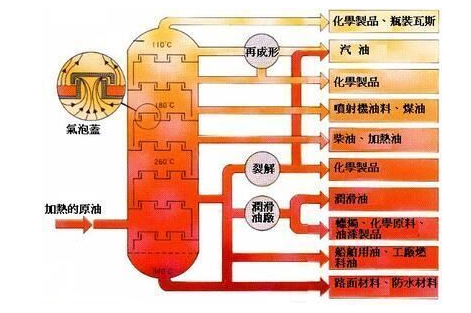 化學製品、瓶裝瓦斯
110°C
再成形
汽油
化學製品
180°C
噴射機油料、煤油
氣泡蓋
柴油、加熱油
260°C
裂解
化學製品
加熱的原油
潤滑
油廠
潤滑油
蠟燭、化學原料、
油漆製品
船舶用油、工廠燃
料油
340°C
路面材料、防水材料